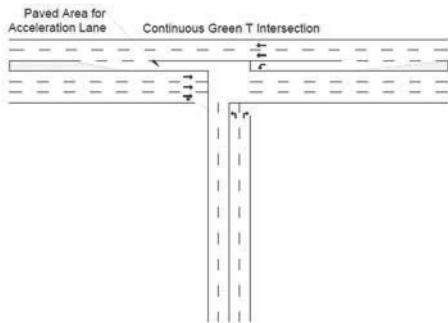 Paved Area for
Acceleration Lane
Continuous Green T Intersection